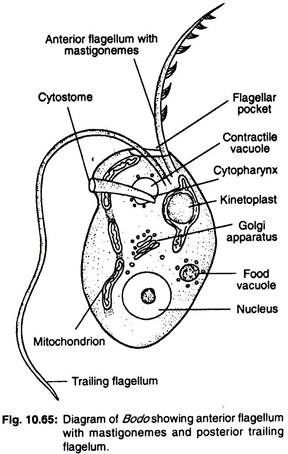 Anterior flagellum with
mastigonemes
Cytostome
Flagellar
pocket
Contractile
vacuole
Cytopharynx
Kinetoplast
Golgi
apparatus
Food
vacuole
Nucleus
Mitochondrion
Trailing flagellum
Fig. 10.65: Diagram of Bodo showing anterior flagellum
with mastigonemes and posterior trailing
flagelum.